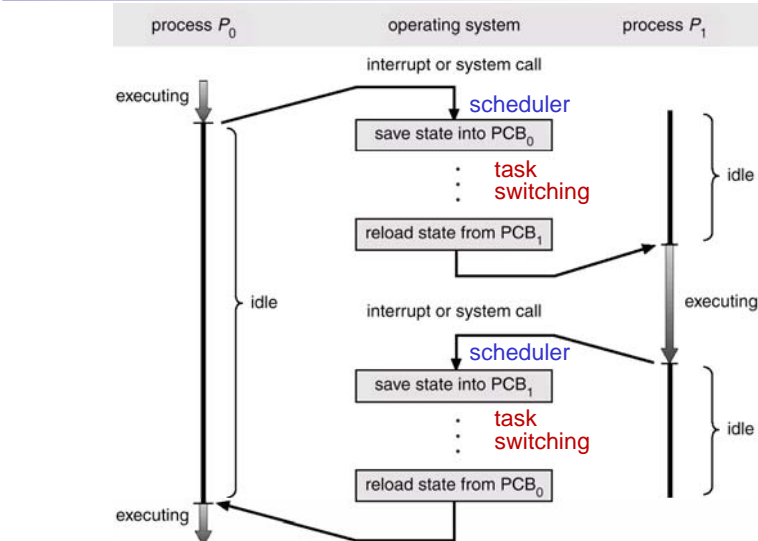 process P0 operating system process P1
interrupt or system call
executing
scheduler
save state into PCB0
task
switching
idle
reload state from PCB1
idle
executing
interrupt or system call
scheduler
save state into PCB1
task
switching
idle
reload state from PCB0
executing